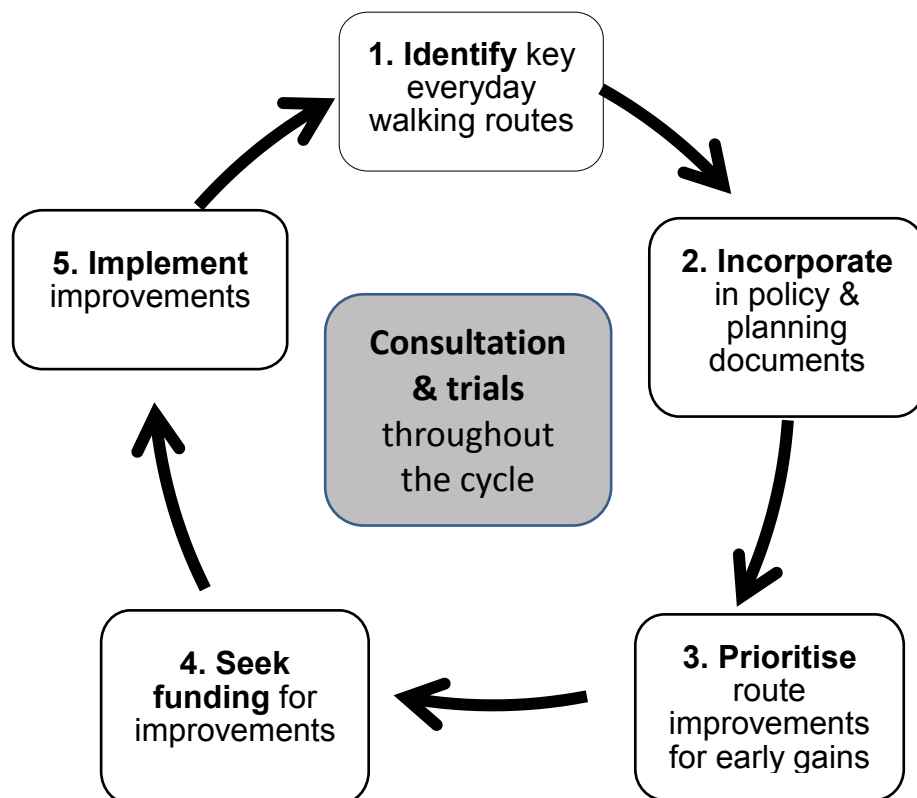 1. Identify key
everyday
walking routes
2. Incorporate
in policy &
planning
documents
3. Prioritise
route
improvements
for early gains
4. Seek
funding for
improvements
5. Implement
improvements
Consultation
& trials
throughout
the cycle